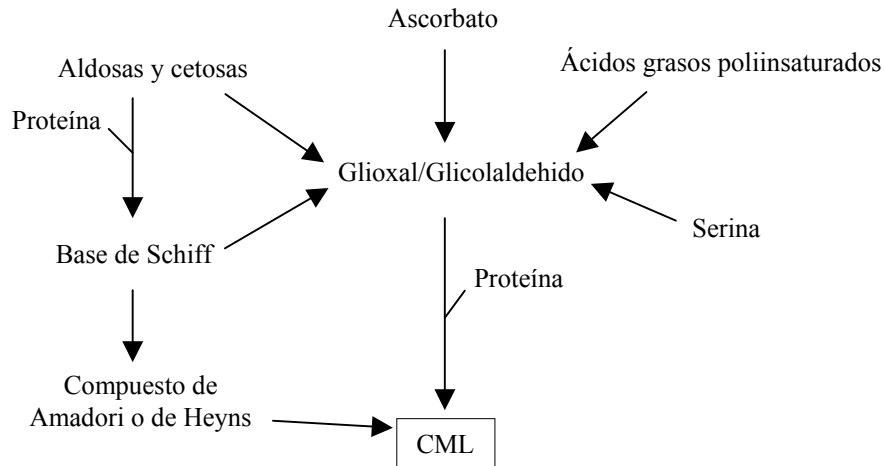 Ascorbato
Aldosas y cetosas
Ácidos grasos poliinsaturados
Proteína
Glioxal/Glicolaldehido
Serina
Base de Schiff
Proteína
Compuesto de
Amadori o de Heyns
CML